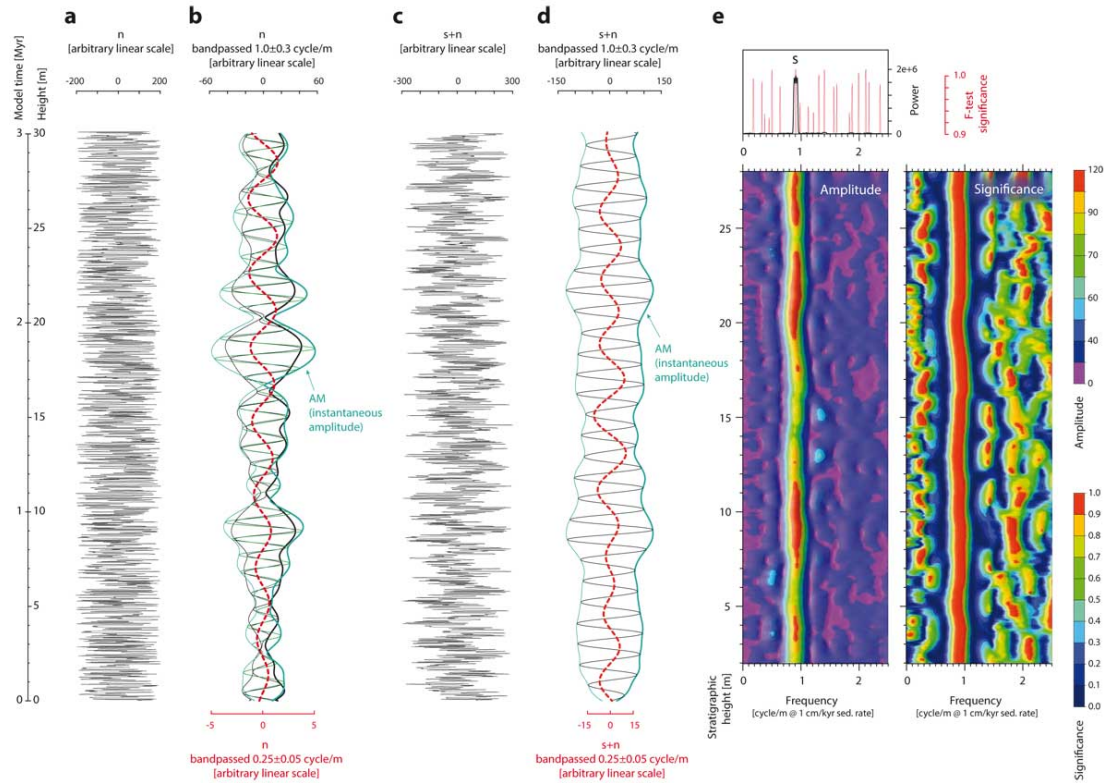 a
n
[arbitrary linear scale]
-200 0 200
b
n
bandpassed 1.0±0.3 cycle/m
[arbitrary linear scale]
-60 0 60
c
s+n
[arbitrary linear scale]
-300 0 300
d
s+n
bandpassed 1.0±0.3 cycle/m
[arbitrary linear scale]
-150 0 150
e
Model time [Myr]
Height [m]
3 30
25
2 20
15
1 10
5
0 0
AM
(instantaneous
amplitude)
-5 0 5
n
bandpassed 0.25±0.05 cycle/m
[arbitrary linear scale]
AM
(instantaneous
amplitude)
-15 0 15
s+n
bandpassed 0.25±0.05 cycle/m
[arbitrary linear scale]
S
2e+6
0
Power
1.0
0.9
F-test
significance
0 1 2
0 1 2
Amplitude
Significance
25
20
15
10
5
Stratigraphic
height [m]
0 1 2
Frequency
[cycle/m @ 1 cm/kyr sed. rate]
0 1 2
Frequency
[cycle/m @ 1 cm/kyr sed. rate]
120
90
70
60
40
0
Amplitude
1.0
0.9
0.8
0.7
0.6
0.5
0.4
0.3
0.2
0.1
0.0
Significance